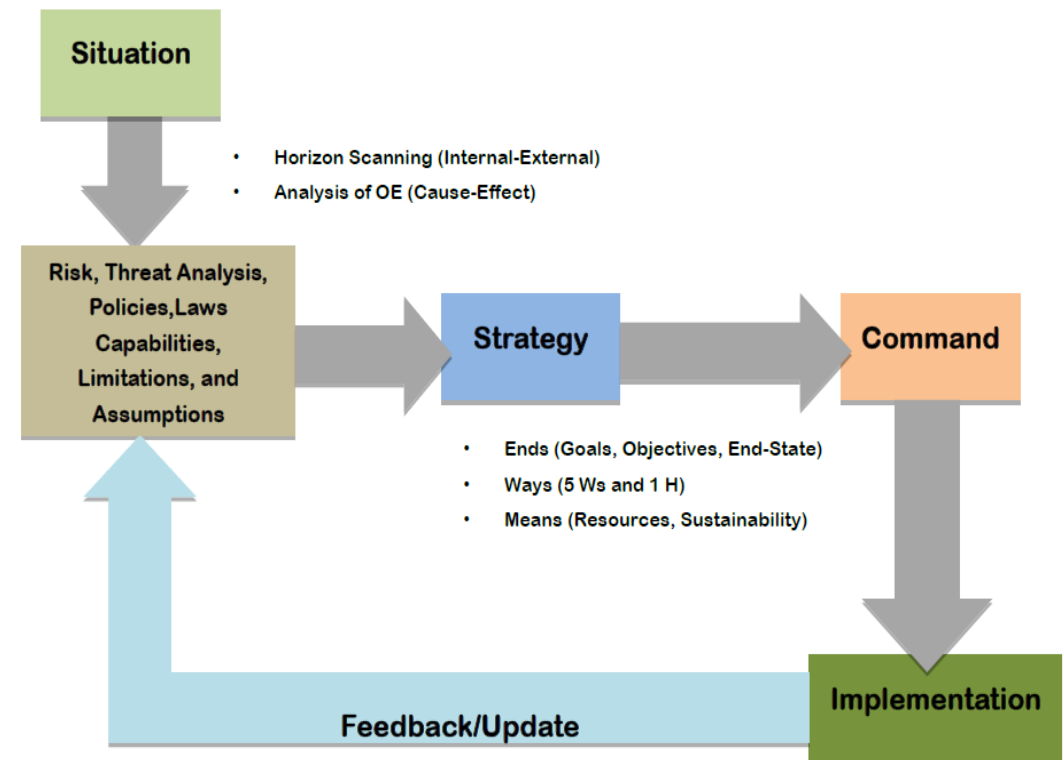 Situation
• Horizon Scanning (Internal-External)
• Analysis of OE (Cause-Effect)
Risk, Threat Analysis,
Policies,Laws
Capabilities,
Limitations, and
Assumptions
Strategy
Command
• Ends (Goals, Objectives, End-State)
• Ways (5 Ws and 1 H)
• Means (Resources, Sustainability)
Implementation
Feedback/Update